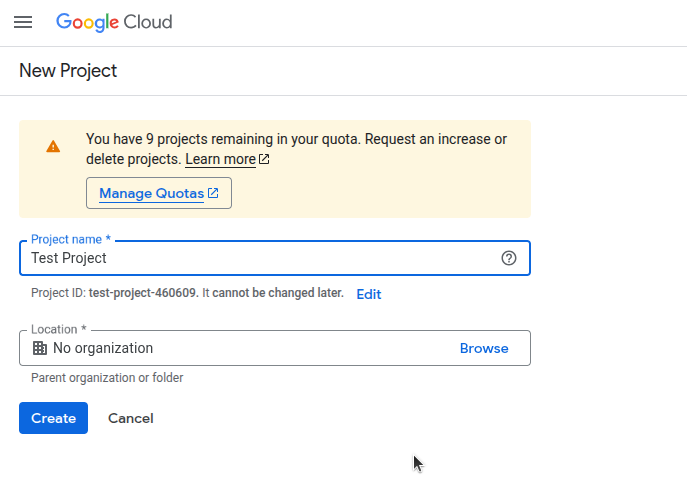 Google Cloud
New Project
You have 9 projects remaining in your quota. Request an increase or
delete projects. Learn more
Manage Quotas
Project name *
Test Project
Project ID: test-project-460609. It cannot be changed later. Edit
Location *
No organization Browse
Parent organization or folder
Create Cancel